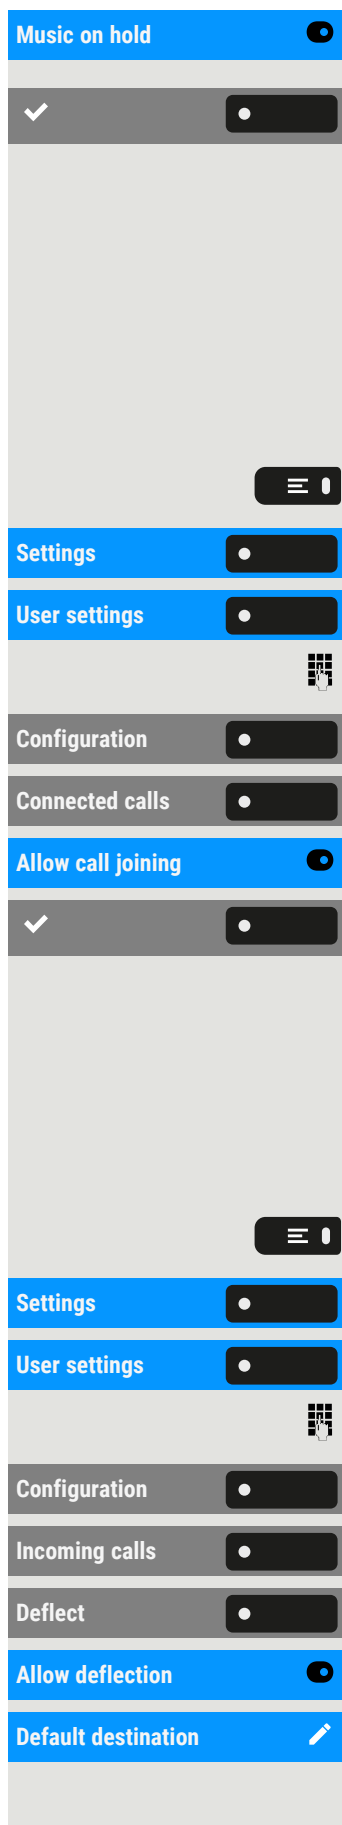 Music on hold
Settings
User settings
Configuration
Connected calls
Allow call joining
Settings
User settings
Configuration
Incoming calls
Deflect
Allow deflection
Default destination